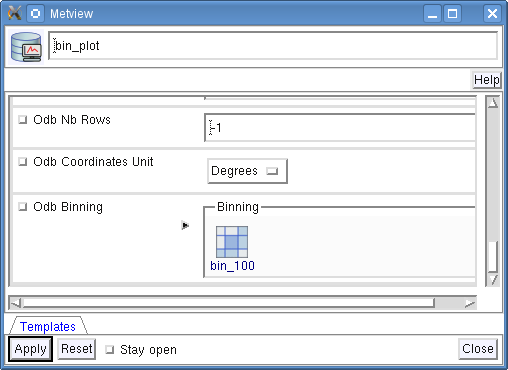 Metview
bin_plot
Help
Odb Nb Rows
-1
Odb Coordinates Unit
Degrees
Odb Binning
Binning
bin_100
Templates
Apply
Reset
Stay open
Close